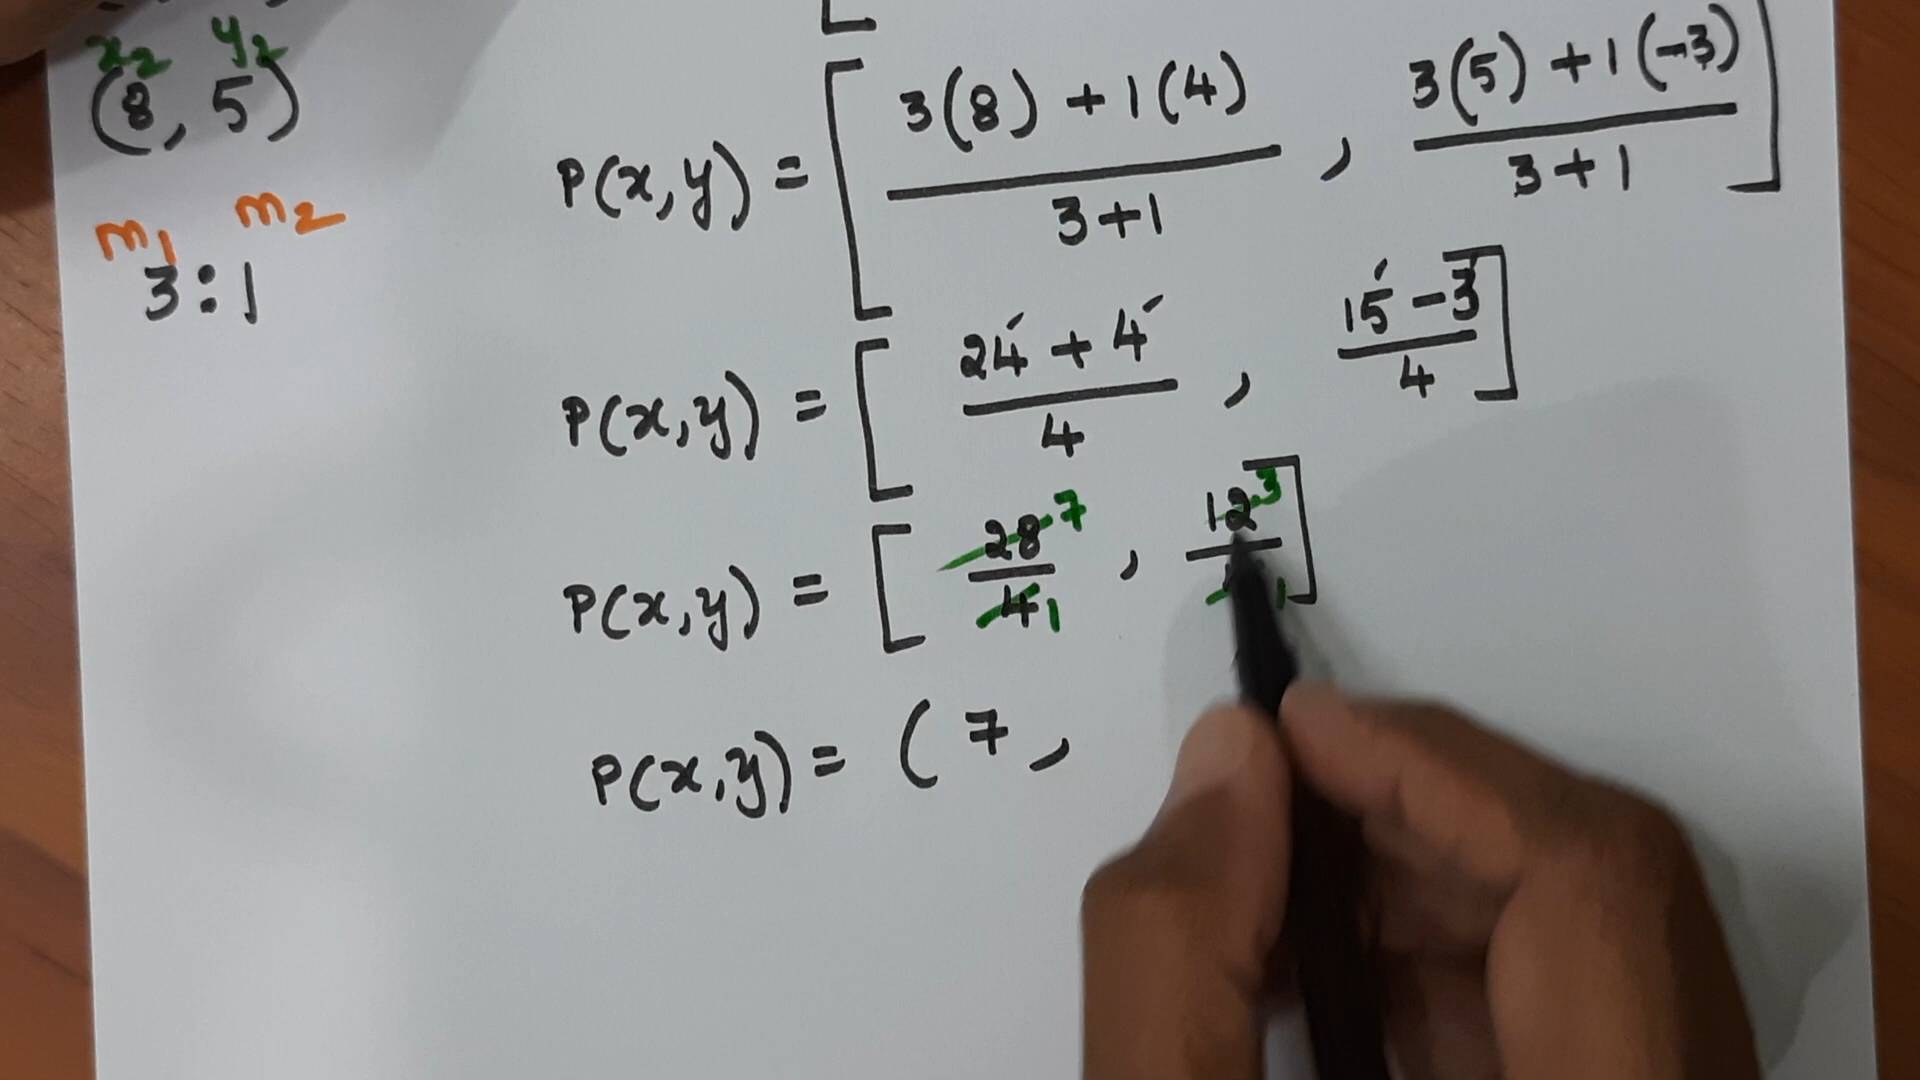 x₂ y₂
(8, 5)
m₁ m₂
3:1
P(x,y) = [ 3(8) + 1(4) / 3+1 , 3(5) + 1(-3) / 3+1 ]
P(x,y) = [ 24 + 4 / 4 , 15 - 3 / 4 ]
P(x,y) = [ 28 7 / 4 1 , 12 3 / 1 ]
P(x,y) = ( 7 ,